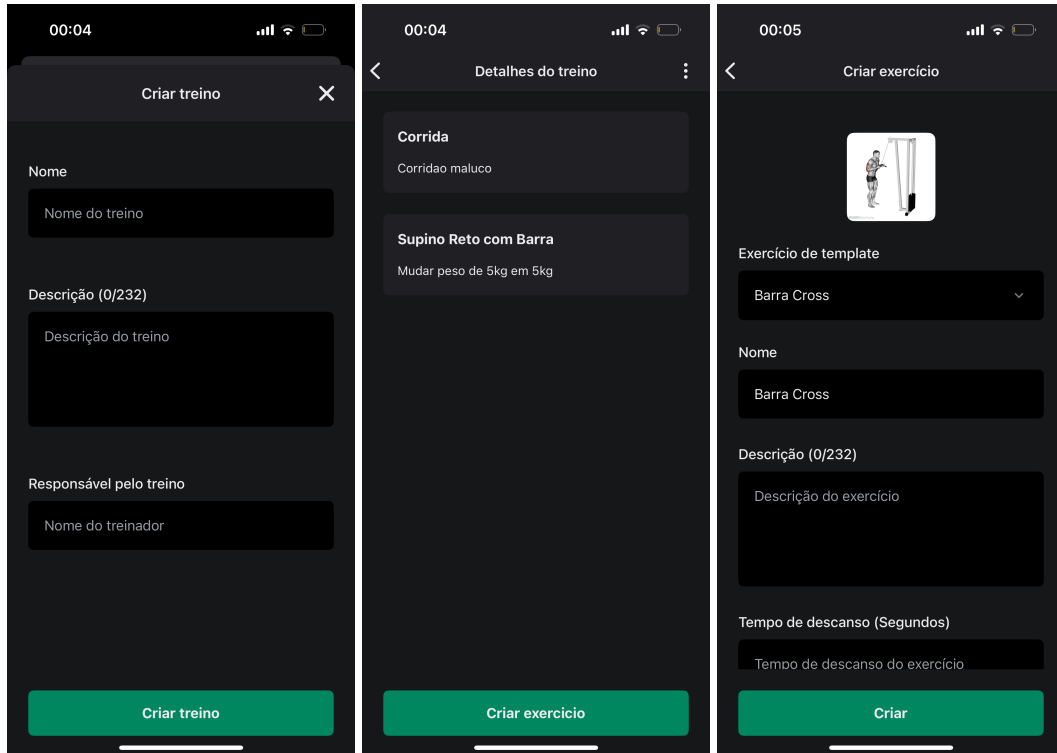 00:04
Criar treino
Nome
Nome do treino
Descrição (0/232)
Descrição do treino
Responsável pelo treino
Nome do treinador
Criar treino
00:04
Detalhes do treino
Corrida
Corridao maluco
Supino Reto com Barra
Mudar peso de 5kg em 5kg
Criar exercicio
00:05
Criar exercício
Exercício de template
Barra Cross
Nome
Barra Cross
Descrição (0/232)
Descrição do exercício
Tempo de descanso (Segundos)
Tempo de descanso do exercício
Criar